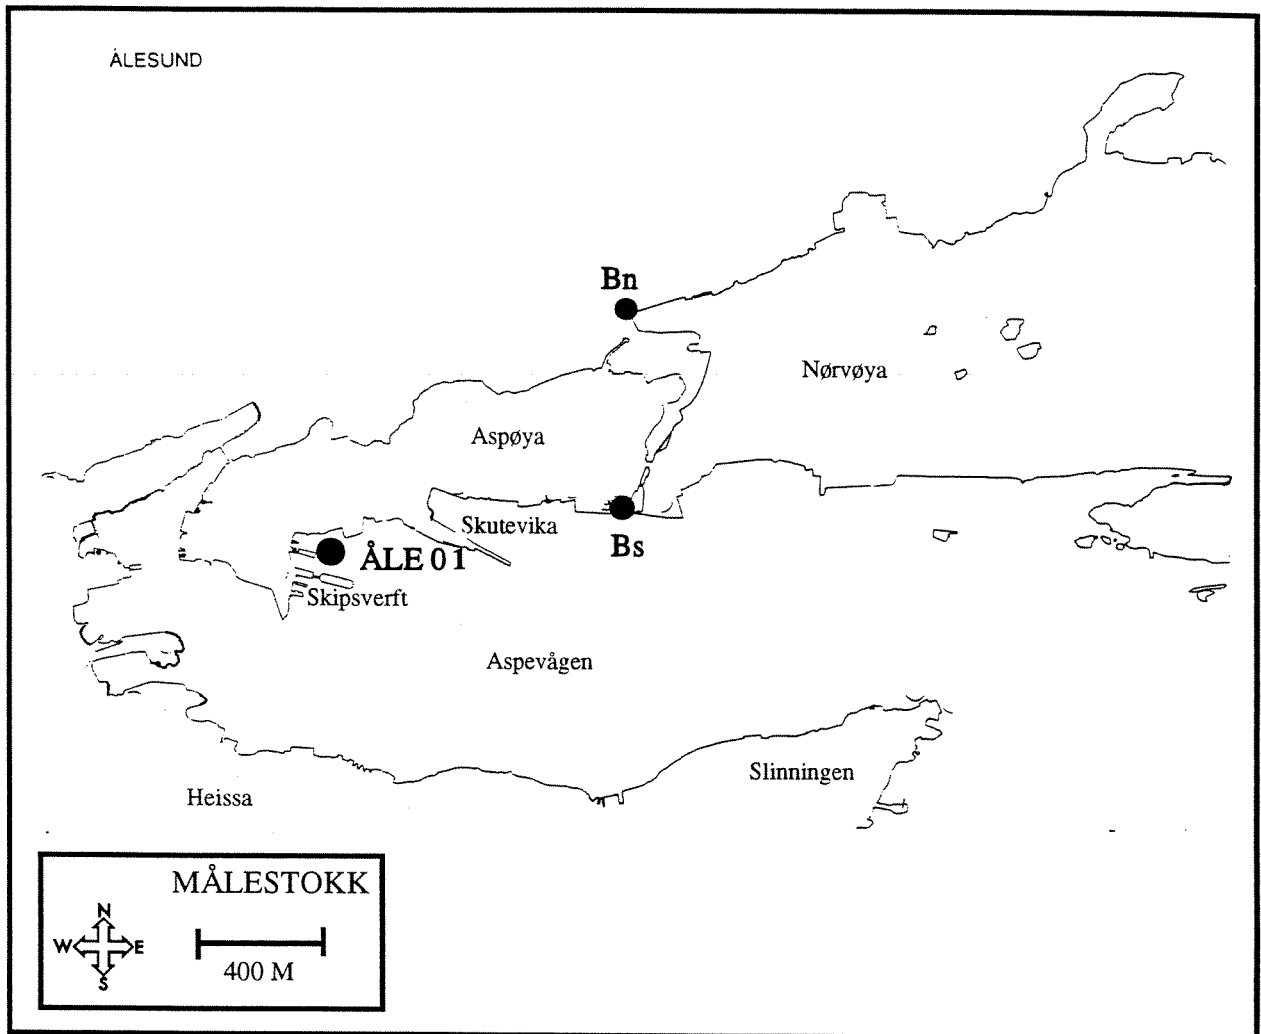 ÅLESUND
Bn
Nørvøya
Aspøya
Skutevika
Bs
ÅLE 01
Skipsverft
Aspevågen
Slinningen
Heissa
MÅLESTOKK
N
W E
S
400 M